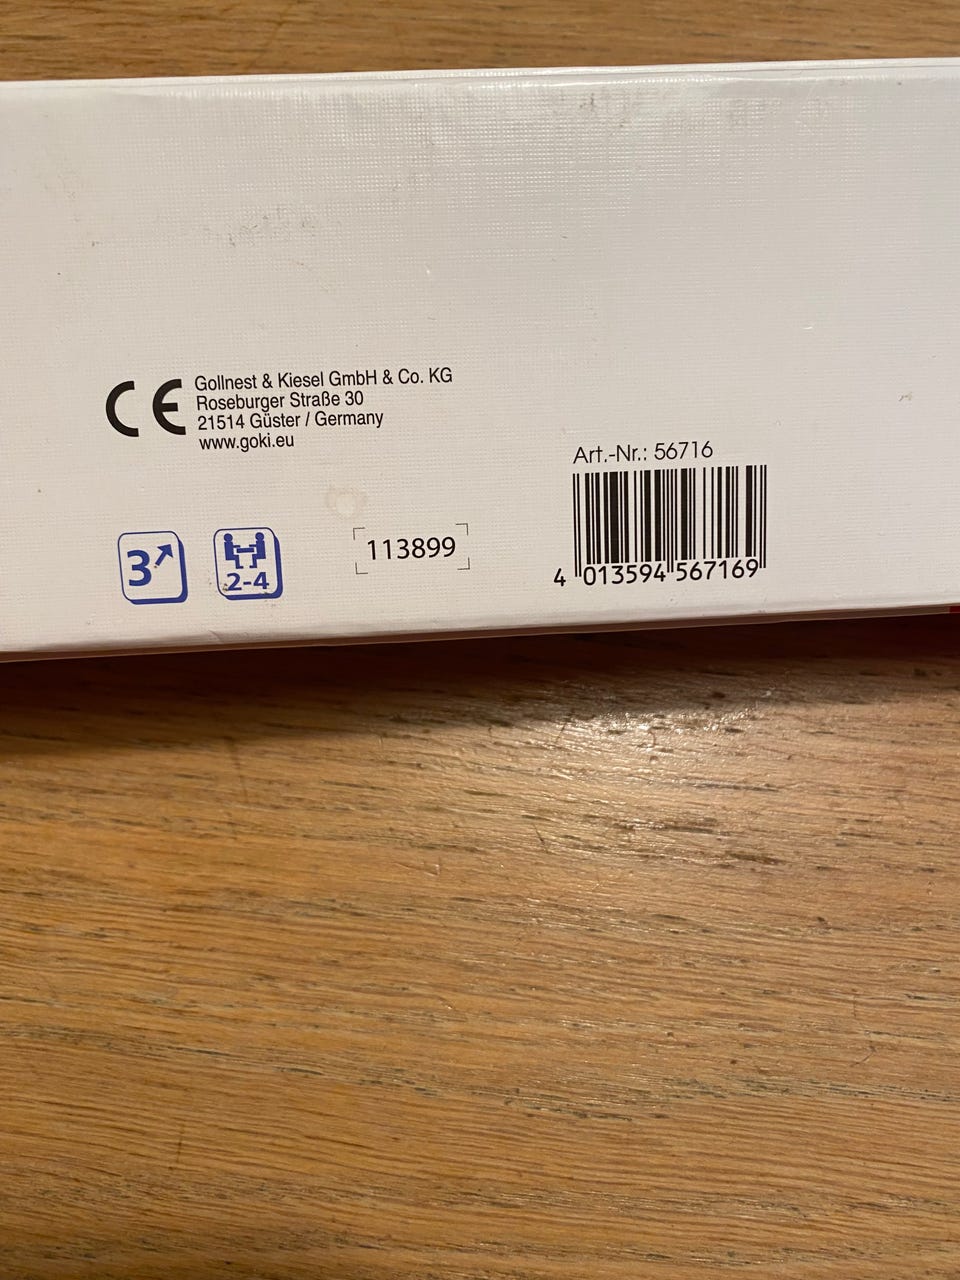 CE
Gollnest & Kiesel GmbH & Co. KG
Roseburger Straße 30
21514 Güster / Germany
www.goki.eu
Art.-Nr.: 56716
4 013594 567169
3
2-4
113899